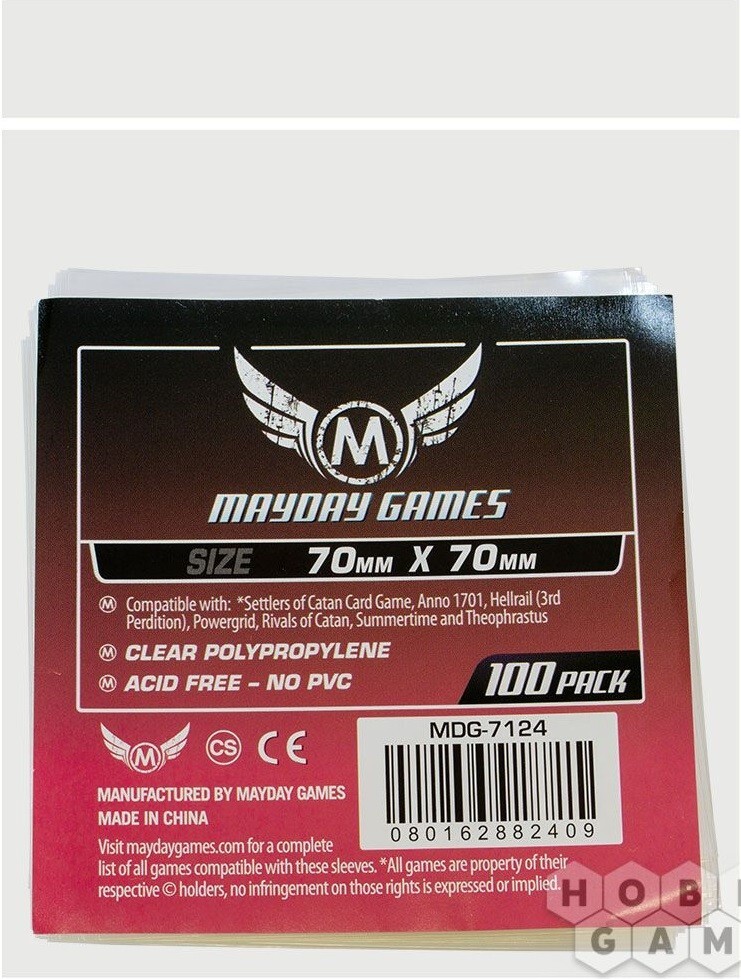 M
MAYDAY GAMES
SIZE 70MM X 70MM
M Compatible with: *Settlers of Catan Card Game, Anno 1701, Hellrail (3rd
Perdition), Powergrid, Rivals of Catan, Summertime and Theophrastus
M CLEAR POLYPROPYLENE
M ACID FREE – NO PVC
100 PACK
M CS CE
MDG-7124
080162882409
MANUFACTURED BY MAYDAY GAMES
MADE IN CHINA
Visit maydaygames.com for a complete
list of all games compatible with these sleeves. *All games are property of their
respective © holders, no infringement on those rights is expressed or implied.
HOB
GAM